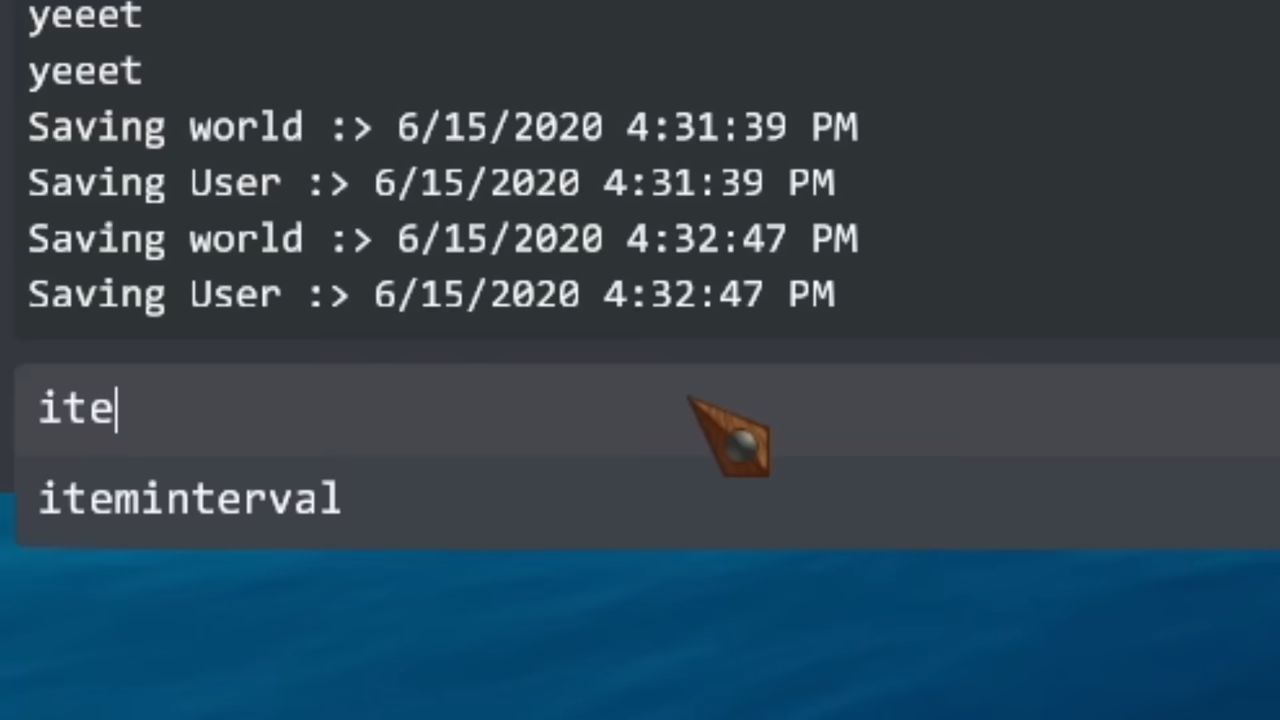 yeeet
yeeet
Saving world :> 6/15/2020 4:31:39 PM
Saving User :> 6/15/2020 4:31:39 PM
Saving world :> 6/15/2020 4:32:47 PM
Saving User :> 6/15/2020 4:32:47 PM
ite
iteminterval